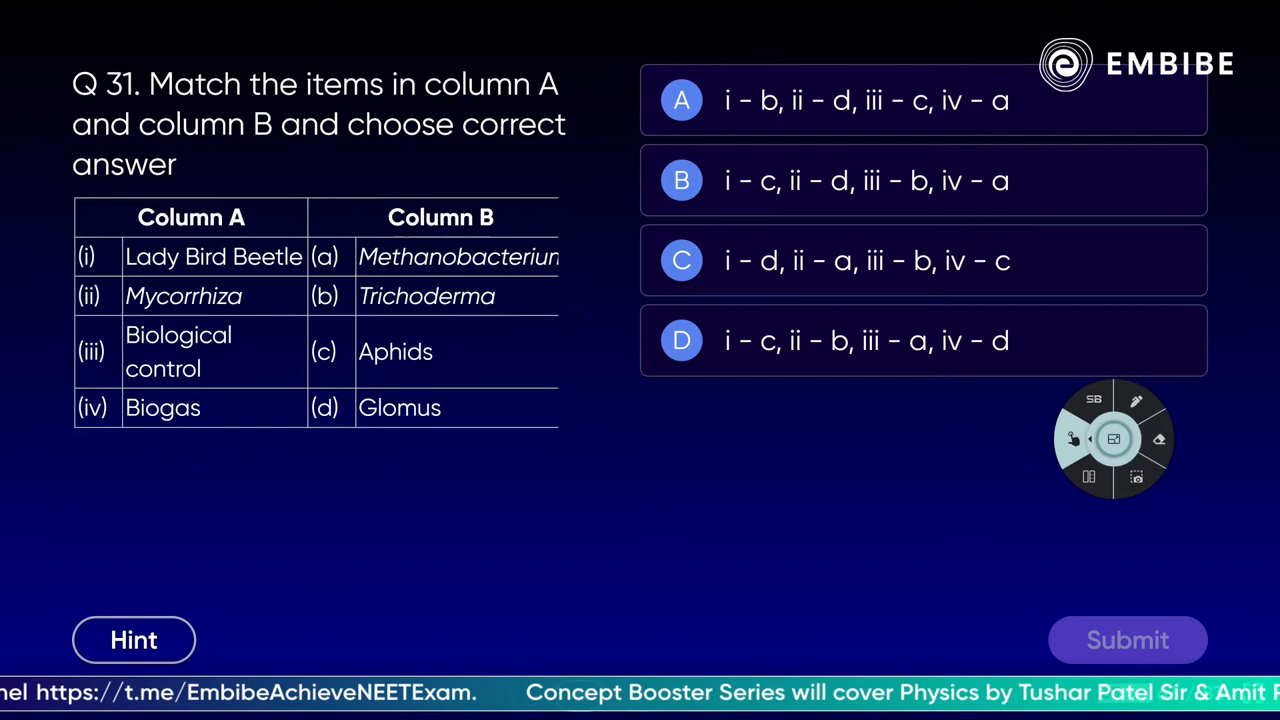 EMBIBE
Q 31. Match the items in column A
and column B and choose correct
answer
Column A Column B
(i) Lady Bird Beetle (a) Methanobacterium
(ii) Mycorrhiza (b) Trichoderma
(iii) Biological control (c) Aphids
(iv) Biogas (d) Glomus
A i - b, ii - d, iii - c, iv - a
B i - c, ii - d, iii - b, iv - a
C i - d, ii - a, iii - b, iv - c
D i - c, ii - b, iii - a, iv - d
SB
Hint
Submit
nel https://t.me/EmbibeAchieveNEETExam. Concept Booster Series will cover Physics by Tushar Patel Sir & Amit